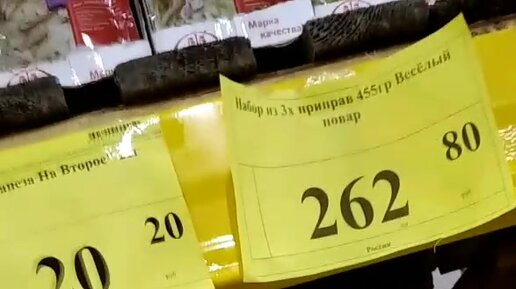 Марка
качества
Набор из 3х приправ 455гр Весёлый
повар
262 80
Россия
На Второе
20 20